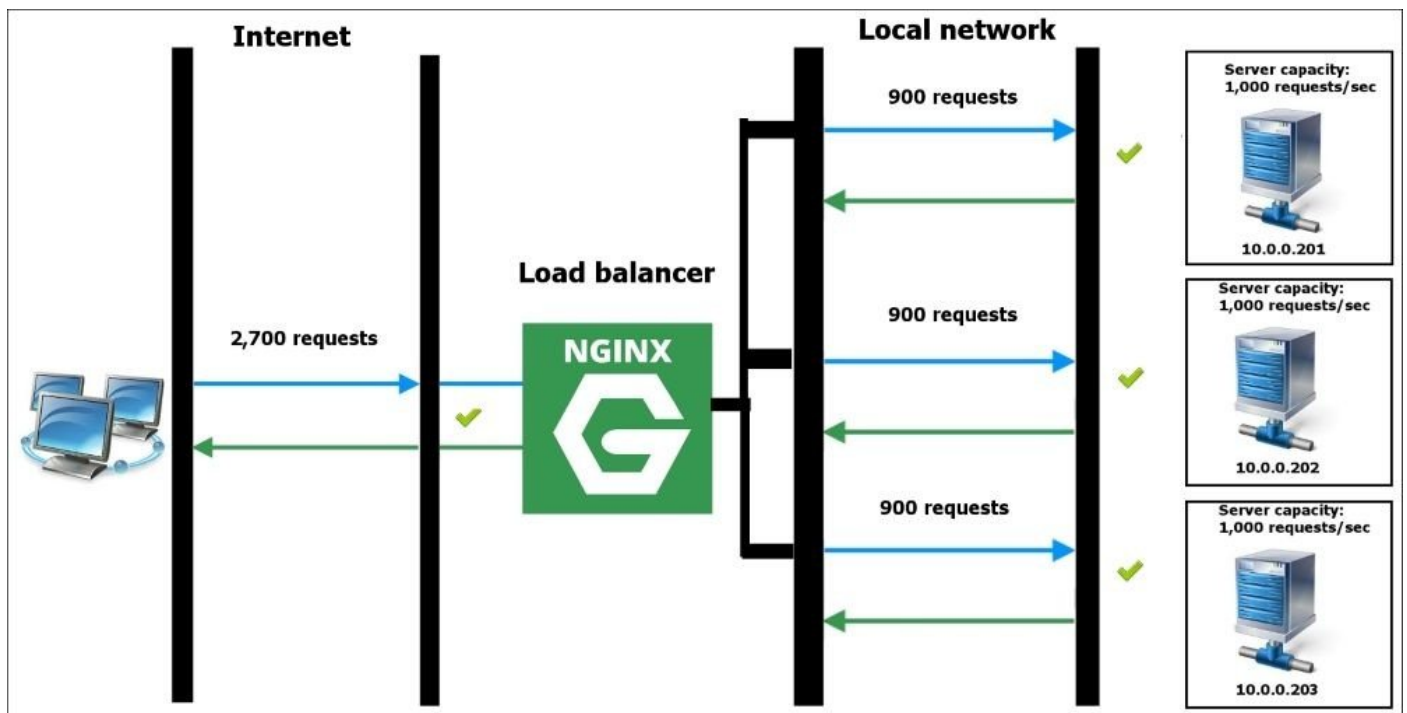 Internet
Local network
Server capacity:
1,000 requests/sec
900 requests
10.0.0.201
Load balancer
Server capacity:
1,000 requests/sec
2,700 requests
NGINX
900 requests
10.0.0.202
900 requests
Server capacity:
1,000 requests/sec
10.0.0.203